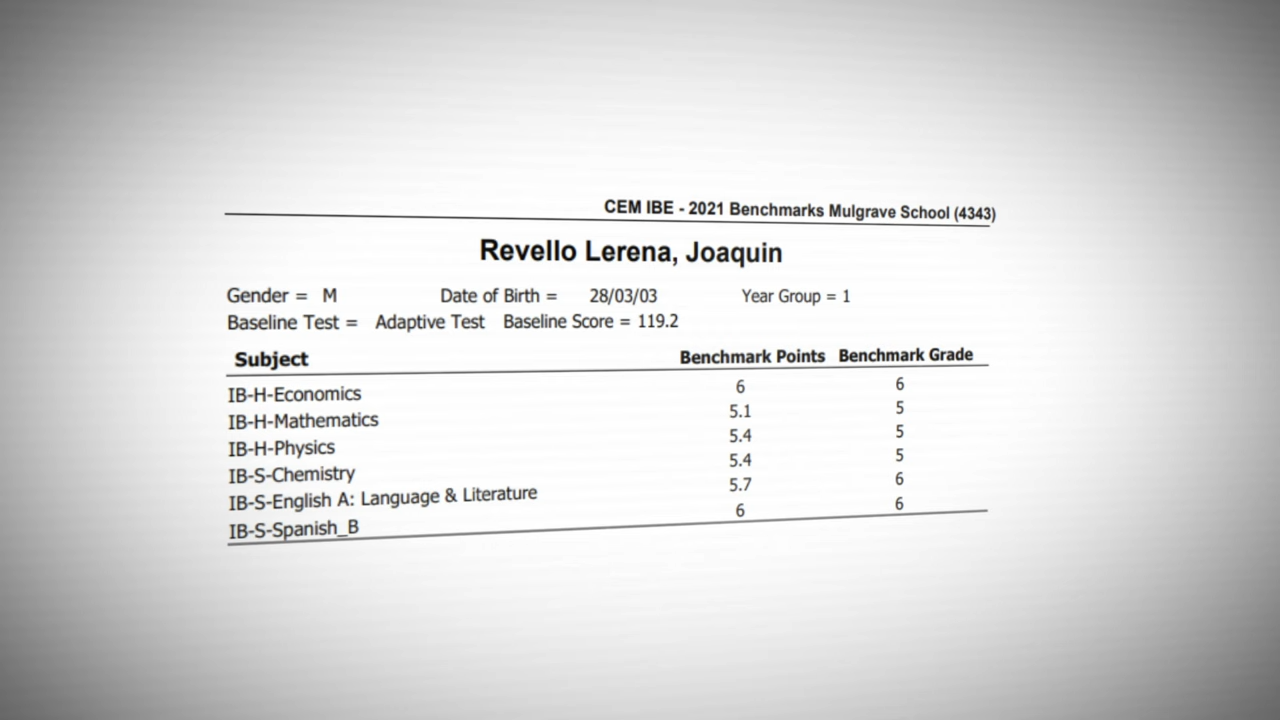 CEM IBE - 2021 Benchmarks Mulgrave School (4343)
Revello Lerena, Joaquin
Gender = M Date of Birth = 28/03/03 Year Group = 1
Baseline Test = Adaptive Test Baseline Score = 119.2
Subject Benchmark Points Benchmark Grade
IB-H-Economics 6 6
IB-H-Mathematics 5.1 5
IB-H-Physics 5.4 5
IB-S-Chemistry 5.4 5
IB-S-English A: Language & Literature 5.7 6
IB-S-Spanish_B 6 6